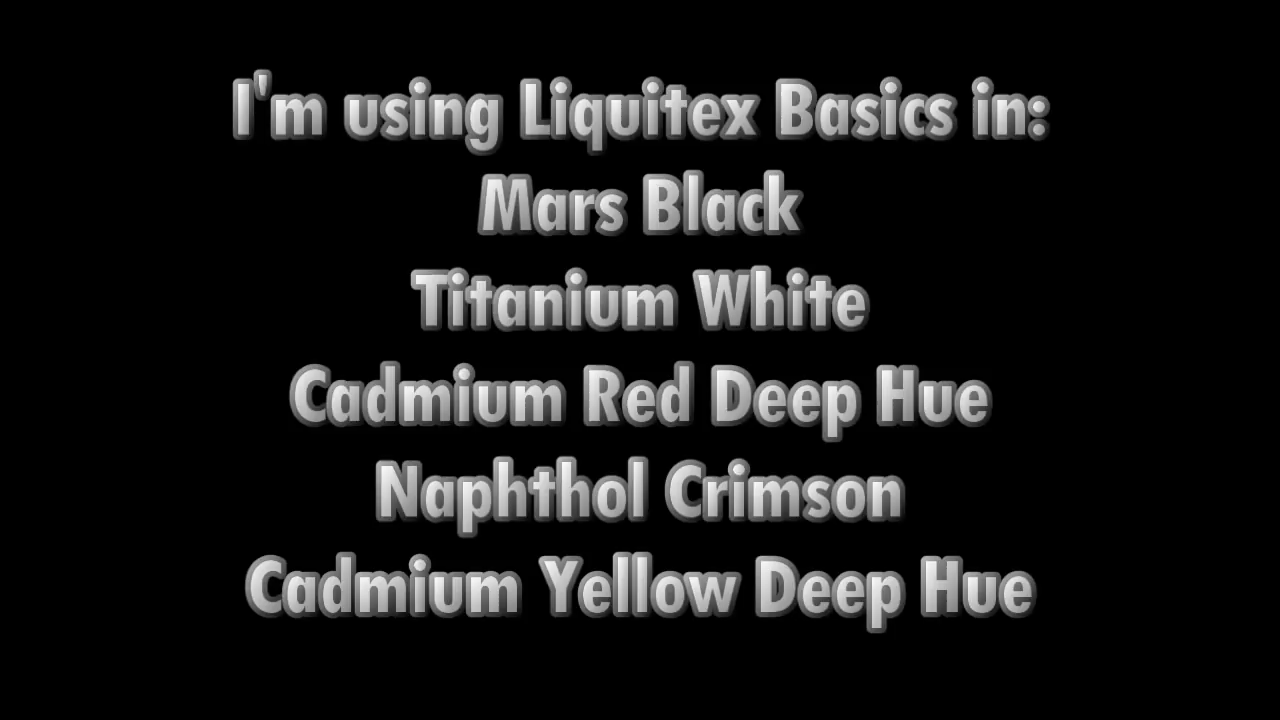 I'm using Liquitex Basics in:
Mars Black
Titanium White
Cadmium Red Deep Hue
Naphthol Crimson
Cadmium Yellow Deep Hue